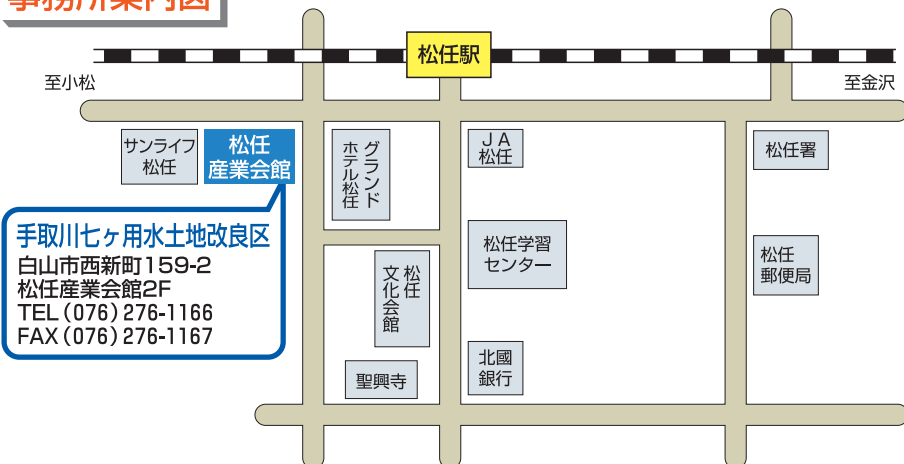 事務所案内図
松任駅
至小松
至金沢
サンライフ
松任
松任
産業会館
グランド
ホテル松任
JA
松任
松任署
手取川七ヶ用水土地改良区
白山市西新町159-2
松任産業会館2F
TEL(076)276-1166
FAX(076)276-1167
松任学習
センター
松任
郵便局
松任
文化会館
北國
銀行
聖興寺